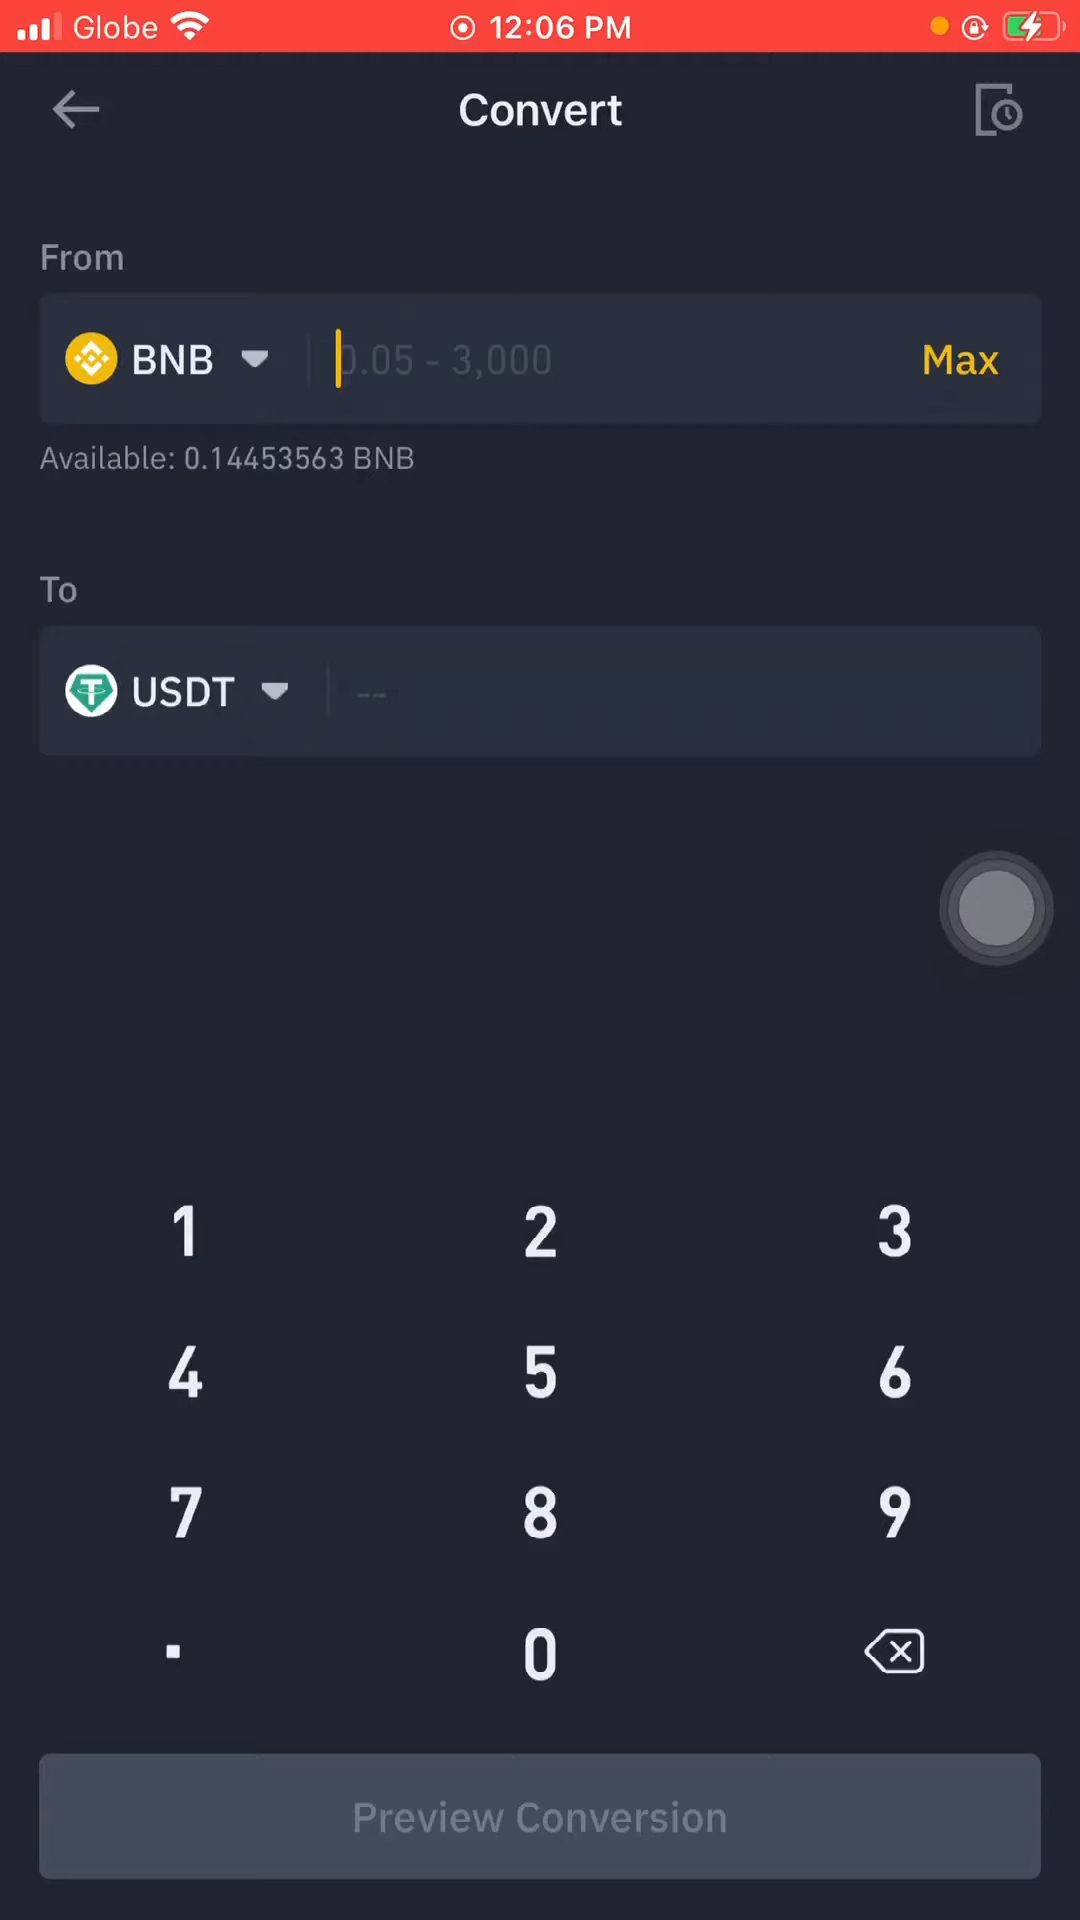 Globe 12:06 PM
Convert
From
BNB 0.05 - 3,000 Max
Available: 0.14453563 BNB
To
USDT --
1 2 3
4 5 6
7 8 9
. 0
Preview Conversion